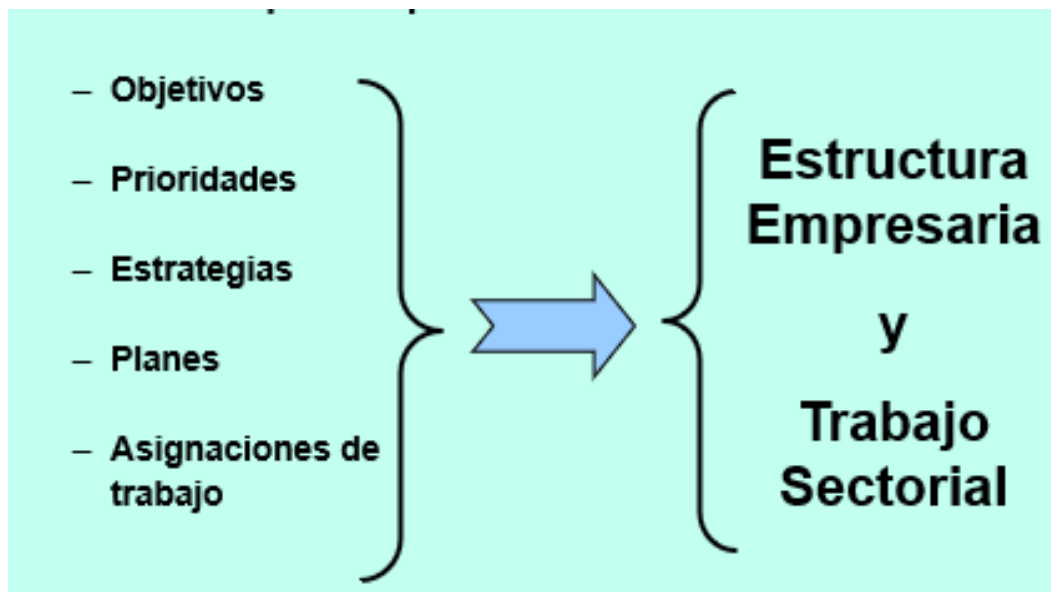 – Objetivos
– Prioridades
– Estrategias
– Planes
– Asignaciones de
trabajo
Estructura
Empresaria
y
Trabajo
Sectorial